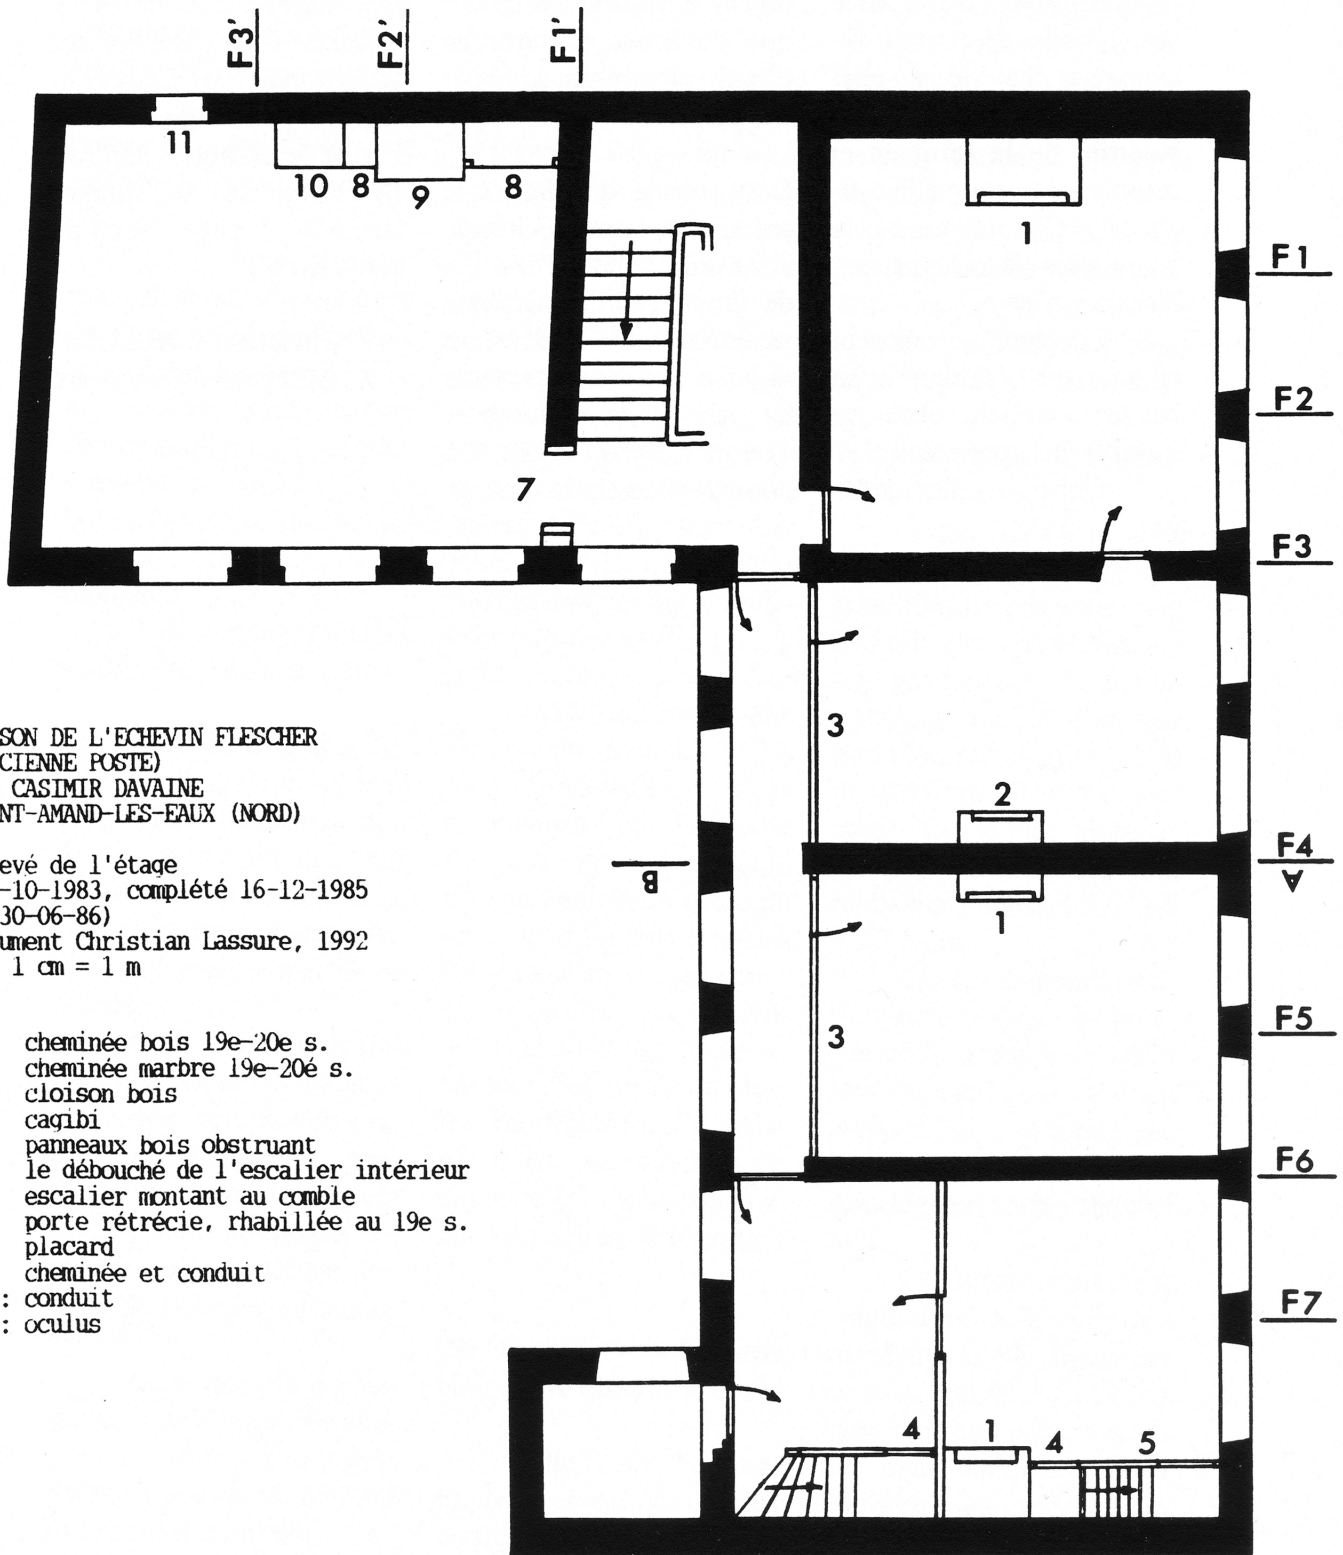 F3'
F2'
F1'
11
10
8
9
8
1
F1
F2
7
F3
3
2
F4
A
B
1
F5
3
F6
F7
4
1
4
5
SON DE L'ECHEVIN FLESCHER
CIENNE POSTE)
CASIMIR DAVAINE
NT-AMAND-LES-EAUX (NORD)
evé de l'étage
-10-1983, complété 16-12-1985
30-06-86)
ument Christian Lassure, 1992
1 cm = 1 m
cheminée bois 19e-20e s.
cheminée marbre 19e-20é s.
cloison bois
cagibi
panneaux bois obstruant
le débouché de l'escalier intérieur
escalier montant au comble
porte rétrécie, rhabillée au 19e s.
placard
cheminée et conduit
: conduit
: oculus